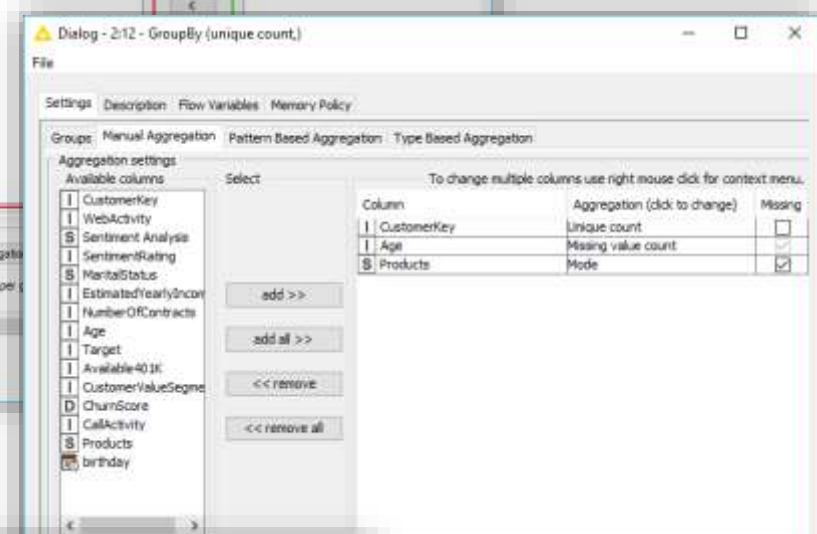 Dialog - 2:12 - GroupBy (unique count,)
File
Settings Description Flow Variables Memory Policy
Groups Manual Aggregation Pattern Based Aggregation Type Based Aggregation
Aggregation settings
Available columns Select To change multiple columns use right mouse click for context menu.
Column Aggregation (click to change) Missing
I CustomerKey
I WebActivity
S Sentiment Analysis
I SentimentRating
S MaritalStatus
I EstimatedYearlyIncom
I NumberOfContracts
I Age
I Target
I Available401K
I CustomerValueSegme
D ChurnScore
I CallActivity
S Products
birthday
add >>
add all >>
<< remove
<< remove all
I CustomerKey Unique count
I Age Missing value count
S Products Mode